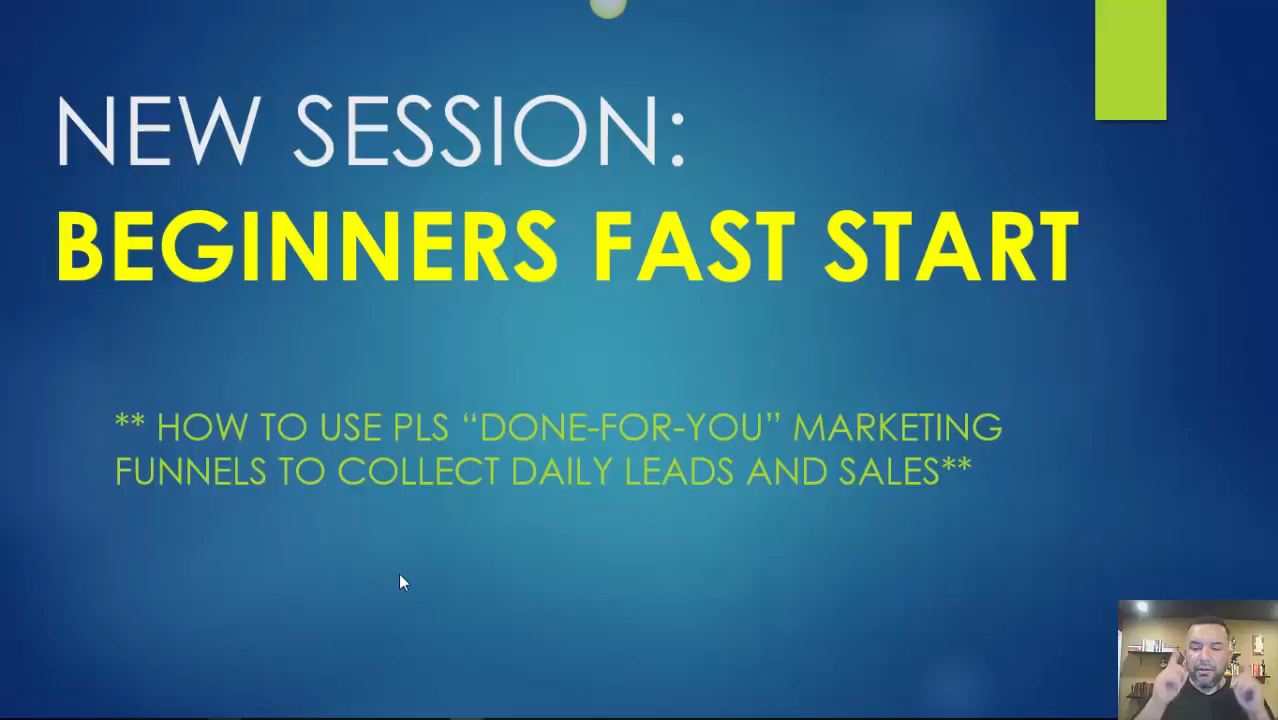 NEW SESSION:
BEGINNERS FAST START
** HOW TO USE PLS “DONE-FOR-YOU” MARKETING
FUNNELS TO COLLECT DAILY LEADS AND SALES**